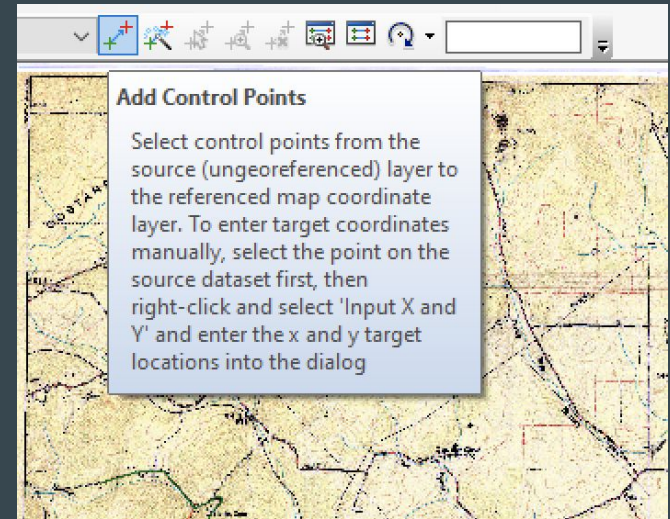 Add Control Points
Select control points from the
source (ungeoreferenced) layer to
the referenced map coordinate
layer. To enter target coordinates
manually, select the point on the
source dataset first, then
right-click and select 'Input X and
Y' and enter the x and y target
locations into the dialog